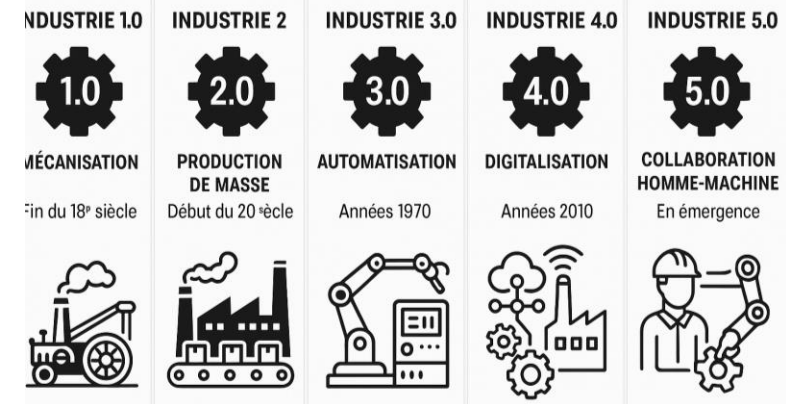 NDUSTRIE 1.0
1.0
MÉCANISATION
Fin du 18ᵉ siècle
INDUSTRIE 2
2.0
PRODUCTION
DE MASSE
Début du 20 ˢècle
INDUSTRIE 3.0
3.0
AUTOMATISATION
Années 1970
INDUSTRIE 4.0
4.0
DIGITALISATION
Années 2010
INDUSTRIE 5.0
5.0
COLLABORATION
HOMME-MACHINE
En émergence